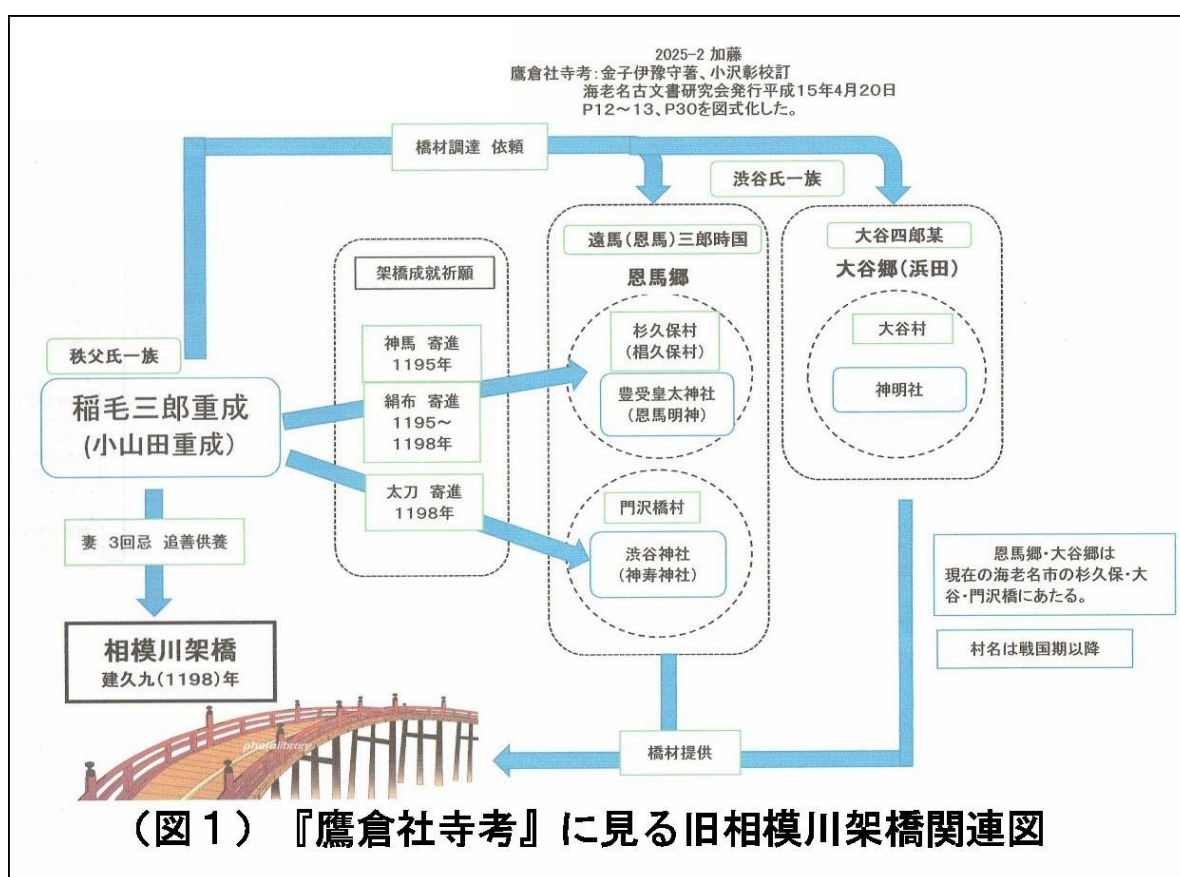 2025-2 加藤
鷹倉社寺考:金子伊豫守著、小沢彰校訂
海老名古文書研究会発行平成15年4月20日
P12～13、P30を図式化した。
橋材調達 依頼
渋谷氏一族
架橋成就祈願
遠馬(恩馬)三郎時国
恩馬郷
大谷四郎某
大谷郷(浜田)
秩父氏一族
稲毛三郎重成
(小山田重成)
神馬 寄進
1195年
絹布 寄進
1195～
1198年
太刀 寄進
1198年
杉久保村
(椙久保村)
豊受皇太神社
(恩馬明神)
大谷村
神明社
門沢橋村
渋谷神社
(神寿神社)
妻 3回忌 追善供養
相模川架橋
建久九(1198)年
恩馬郷・大谷郷は
現在の海老名市の杉久保・大
谷・門沢橋にあたる。
村名は戦国期以降
photolibrary
橋材提供
(図1) 『鷹倉社寺考』に見る旧相模川架橋関連図